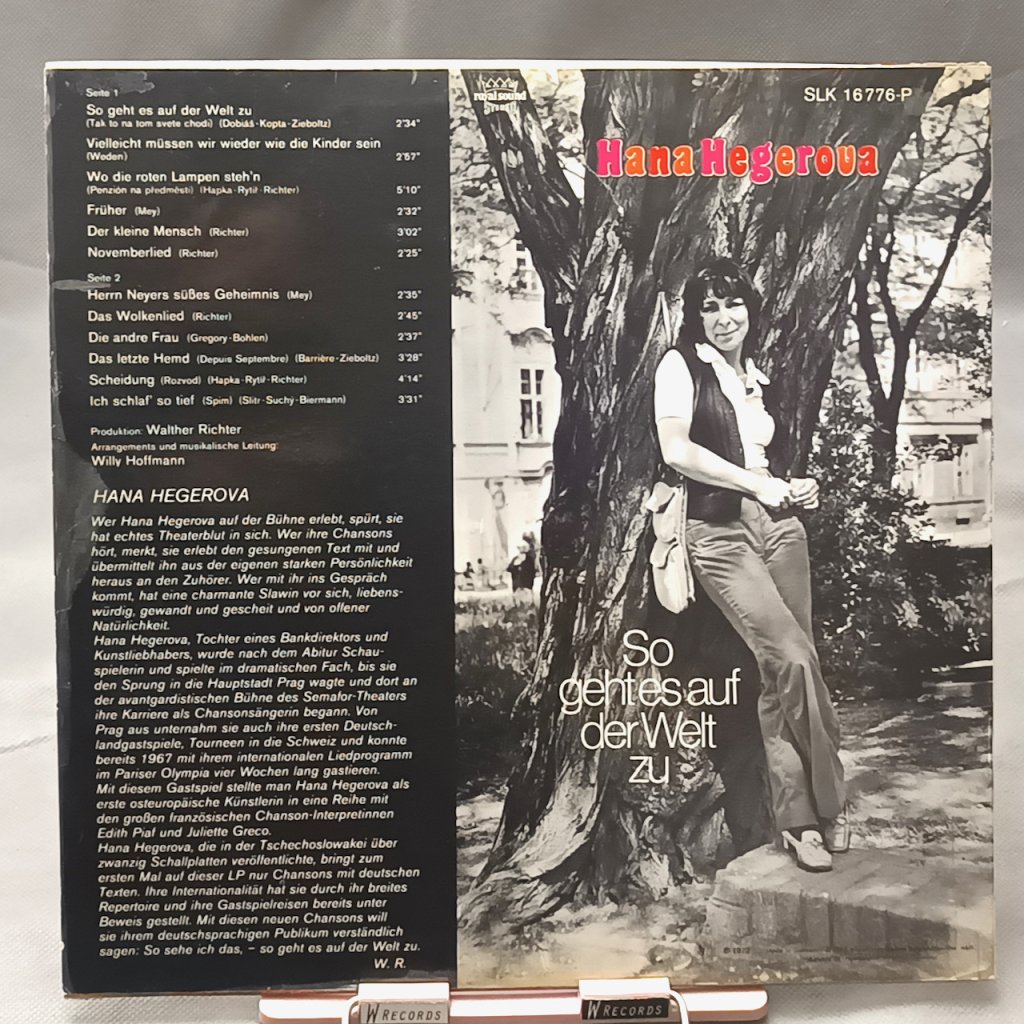 Seite 1
So geht es auf der Welt zu
(Tak to na tom svete chodi) (Dobiáš-Kopta-Zieboltz) 2'34"
Vielleicht müssen wir wieder wie die Kinder sein
(Woden) 2'57"
Wo die roten Lampen steh'n
(Penzión na předměstí) (Hapka-Rytíř-Richter) 5'10"
Früher (Mey) 2'32"
Der kleine Mensch (Richter) 3'02"
Novemberlied (Richter) 2'25"
Seite 2
Herrn Neyers süßes Geheimnis (Mey) 2'35"
Das Wolkenlied (Richter) 2'45"
Die andre Frau (Gregory-Bohlen) 2'37"
Das letzte Hemd (Depuis Septembre) (Barrière-Zieboltz) 3'28"
Scheidung (Rozvod) (Hapka-Rytíř-Richter) 4'14"
Ich schlaf' so tief (Spim) (Slitr-Suchý-Biermann) 3'31"
Produktion: Walther Richter
Arrangements und musikalische Leitung:
Willy Hoffmann
HANA HEGEROVA
Wer Hana Hegerova auf der Bühne erlebt, spürt, sie
hat echtes Theaterblut in sich. Wer ihre Chansons
hört, merkt, sie erlebt den gesungenen Text mit und
übermittelt ihn aus der eigenen starken Persönlichkeit
heraus an den Zuhörer. Wer mit ihr ins Gespräch
kommt, hat eine charmante Slawin vor sich, liebens-
würdig, gewandt und gescheit und von offener
Natürlichkeit.
Hana Hegerova, Tochter eines Bankdirektors und
Kunstliebhabers, wurde nach dem Abitur Schau-
spielerin und spielte im dramatischen Fach, bis sie
den Sprung in die Hauptstadt Prag wagte und dort an
der avantgardistischen Bühne des Semafor-Theaters
ihre Karriere als Chansonsängerin begann. Von
Prag aus unternahm sie auch ihre ersten Deutsch-
landgastspiele, Tourneen in die Schweiz und konnte
bereits 1967 mit ihrem internationalen Liedprogramm
im Pariser Olympia vier Wochen lang gastieren.
Mit diesem Gastspiel stellte man Hana Hegerova als
erste osteuropäische Künstlerin in eine Reihe mit
den großen französischen Chanson-Interpretinnen
Edith Piaf und Juliette Greco.
Hana Hegerova, die in der Tschechoslowakei über
zwanzig Schallplatten veröffentlichte, bringt zum
ersten Mal auf dieser LP nur Chansons mit deutschen
Texten. Ihre Internationalität hat sie durch ihr breites
Repertoire und ihre Gastspielreisen bereits unter
Beweis gestellt. Mit diesen neuen Chansons will
sie ihrem deutschsprachigen Publikum verständlich
sagen: So sehe ich das, – so geht es auf der Welt zu.
W. R.
royal sound
STEREO
SLK 16776-P
Hana Hegerova
So
geht es auf
der Welt
zu
W RECORDS
W RECORDS